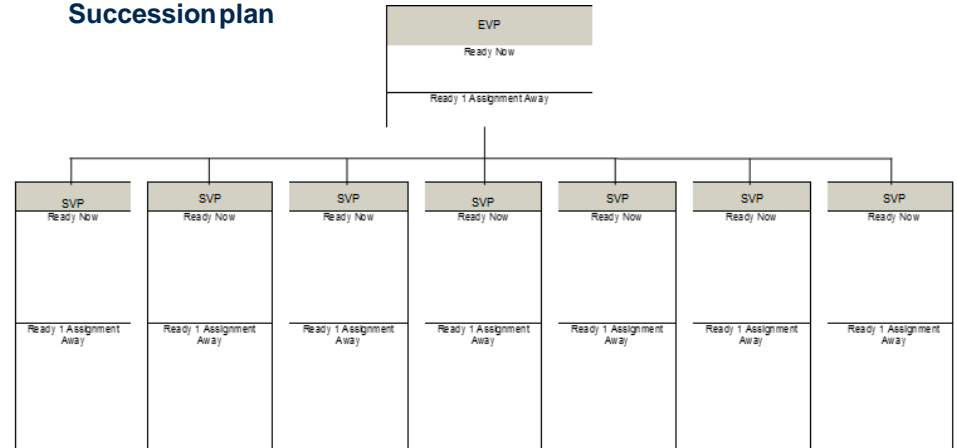 Succession plan
EVP
Ready Now
Ready 1 Assignment Away
SVP
Ready Now
Ready 1 Assignment
Away
SVP
Ready Now
Ready 1 Assignment
Away
SVP
Ready Now
Ready 1 Assignment
Away
SVP
Ready Now
Ready 1 Assignment
Away
SVP
Ready Now
Ready 1 Assignment
Away
SVP
Ready Now
Ready 1 Assignment
Away
SVP
Ready Now
Ready 1 Assignment
Away